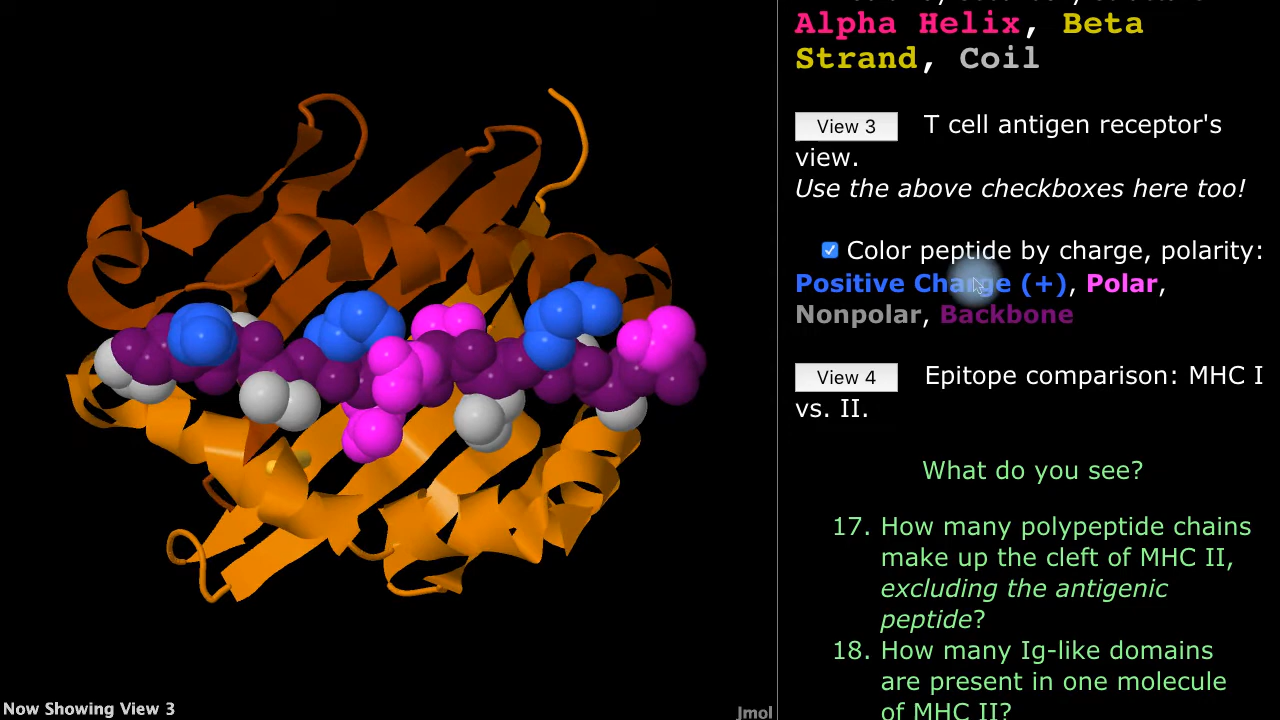 Alpha Helix, Beta
Strand, Coil
View 3 T cell antigen receptor's
view.
Use the above checkboxes here too!
Color peptide by charge, polarity:
Positive Charge (+), Polar,
Nonpolar, Backbone
View 4 Epitope comparison: MHC I
vs. II.
What do you see?
17. How many polypeptide chains
make up the cleft of MHC II,
excluding the antigenic
peptide?
18. How many Ig-like domains
are present in one molecule
of MHC II?
Now Showing View 3
Jmol